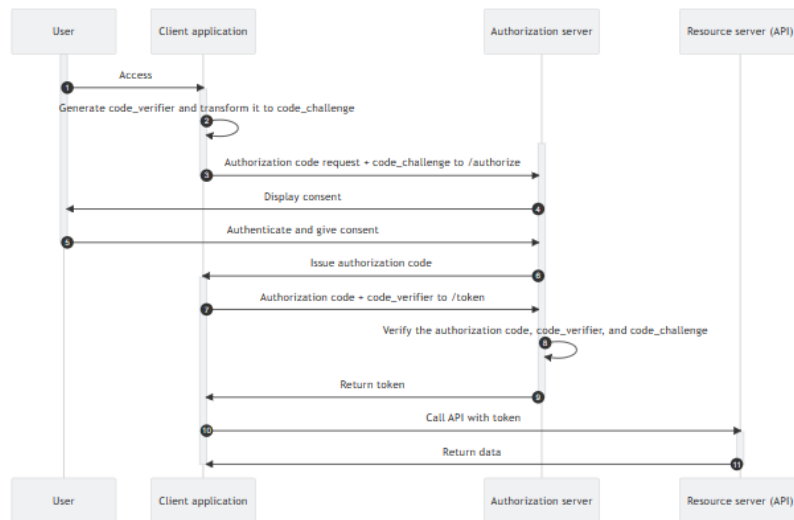 User
Client application
Authorization server
Resource server (API)
Access
1
Generate code_verifier and transform it to code_challenge
2
Authorization code request + code_challenge to /authorize
3
Display consent
4
Authenticate and give consent
5
Issue authorization code
6
Authorization code + code_verifier to /token
7
Verify the authorization code, code_verifier, and code_challenge
8
Return token
9
Call API with token
10
Return data
11
User
Client application
Authorization server
Resource server (API)